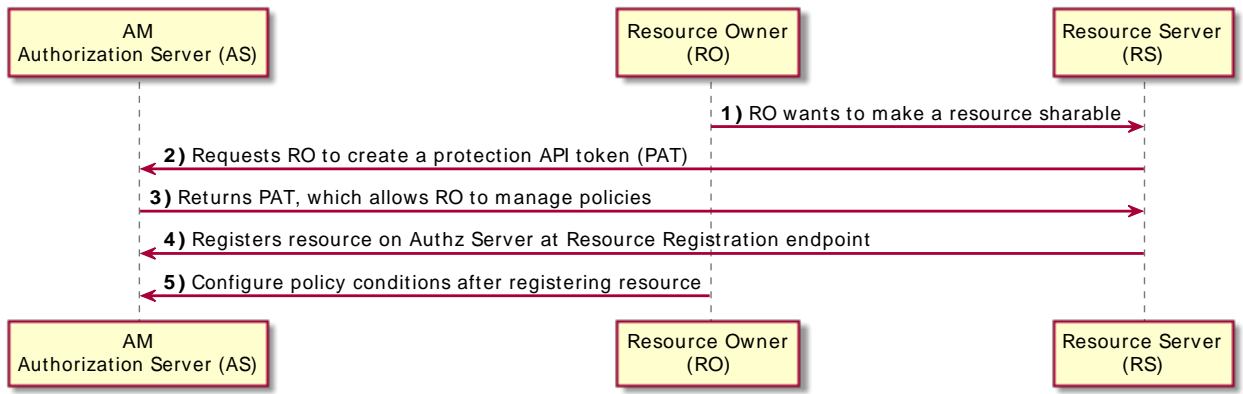 AM
Authorization Server (AS)
Resource Owner
(RO)
Resource Server
(RS)
1) RO wants to make a resource sharable
2) Requests RO to create a protection API token (PAT)
3) Returns PAT, which allows RO to manage policies
4) Registers resource on Authz Server at Resource Registration endpoint
5) Configure policy conditions after registering resource
AM
Authorization Server (AS)
Resource Owner
(RO)
Resource Server
(RS)